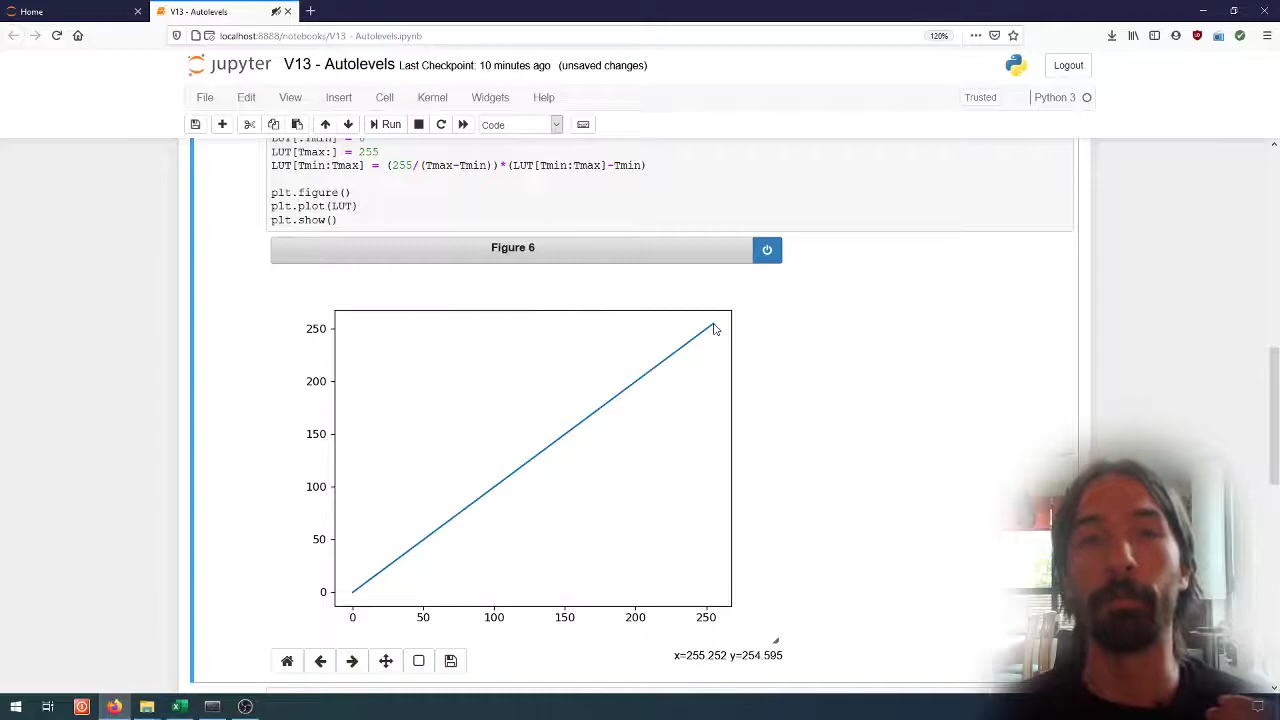 Home
V13 - Autolevels
localhost:8888/notebooks/V13 - Autolevels.ipynb
120%
jupyter V13 - Autolevels Last Checkpoint: 10 minutes ago (unsaved changes)
Logout
File Edit View Insert Cell Kernel Widgets Help
Trusted
Python 3
Run
Code
LUT[:Tmin] = 0
LUT[Tmax:] = 255
LUT[Tmin:Tmax] = (255/(Tmax-Tmin))*(LUT[Tmin:Tmax]-Tmin)
plt.figure()
plt.plot(LUT)
plt.show()
Figure 6
250
200
150
100
50
0
0 50 100 150 200 250
x=255.252 y=254.595